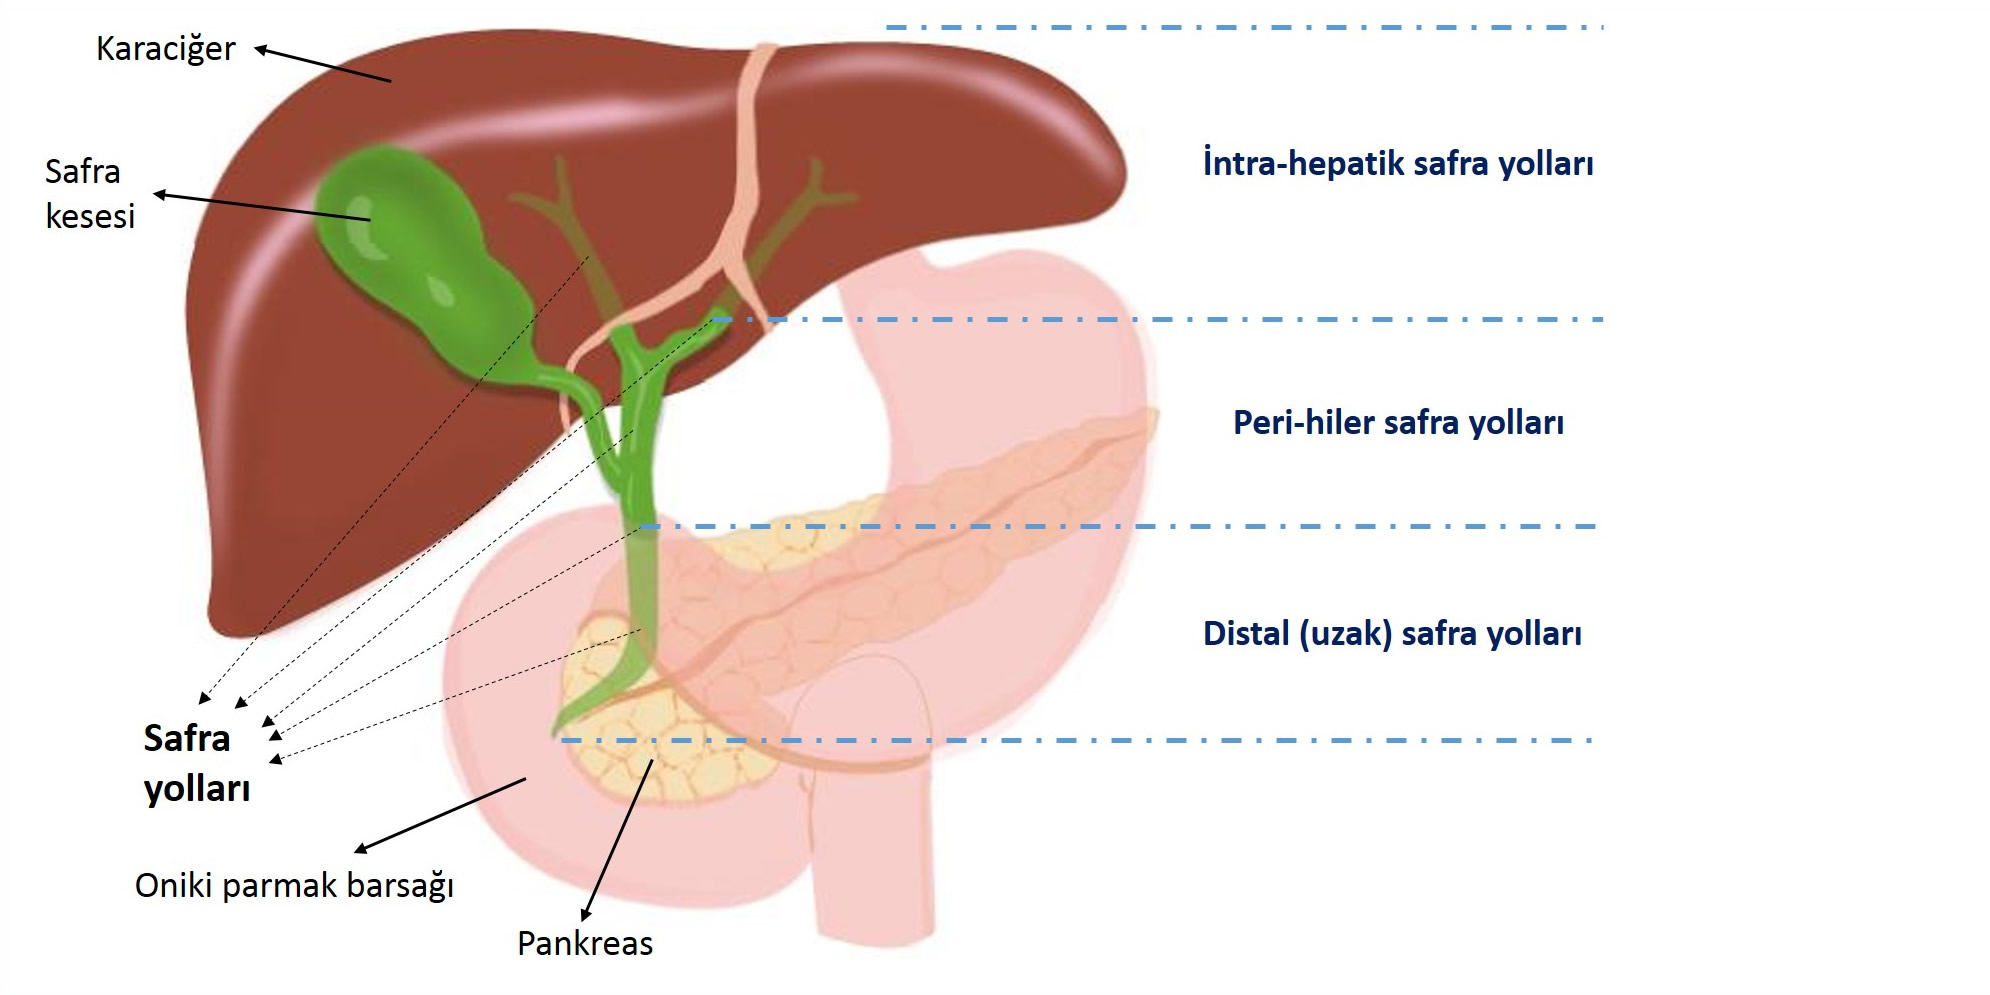 Karaciğer
Safra
kesesi
İntra-hepatik safra yolları
Peri-hiler safra yolları
Distal (uzak) safra yolları
Safra
yolları
Oniki parmak barsağı
Pankreas